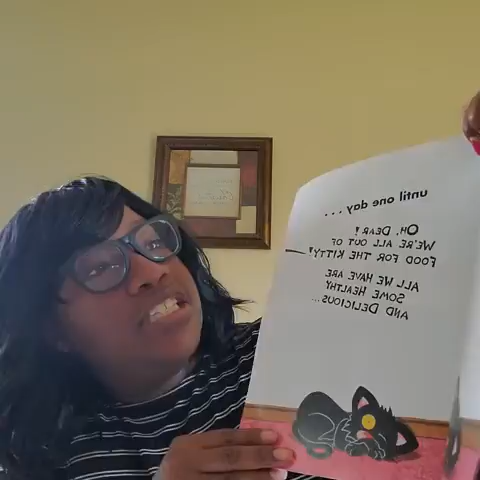 until one day . . .
OH, DEAR!
WE'RE ALL OUT OF
FOOD FOR THE KITTY!
ALL WE HAVE ARE
SOME HEALTHY
AND DELICIOUS...